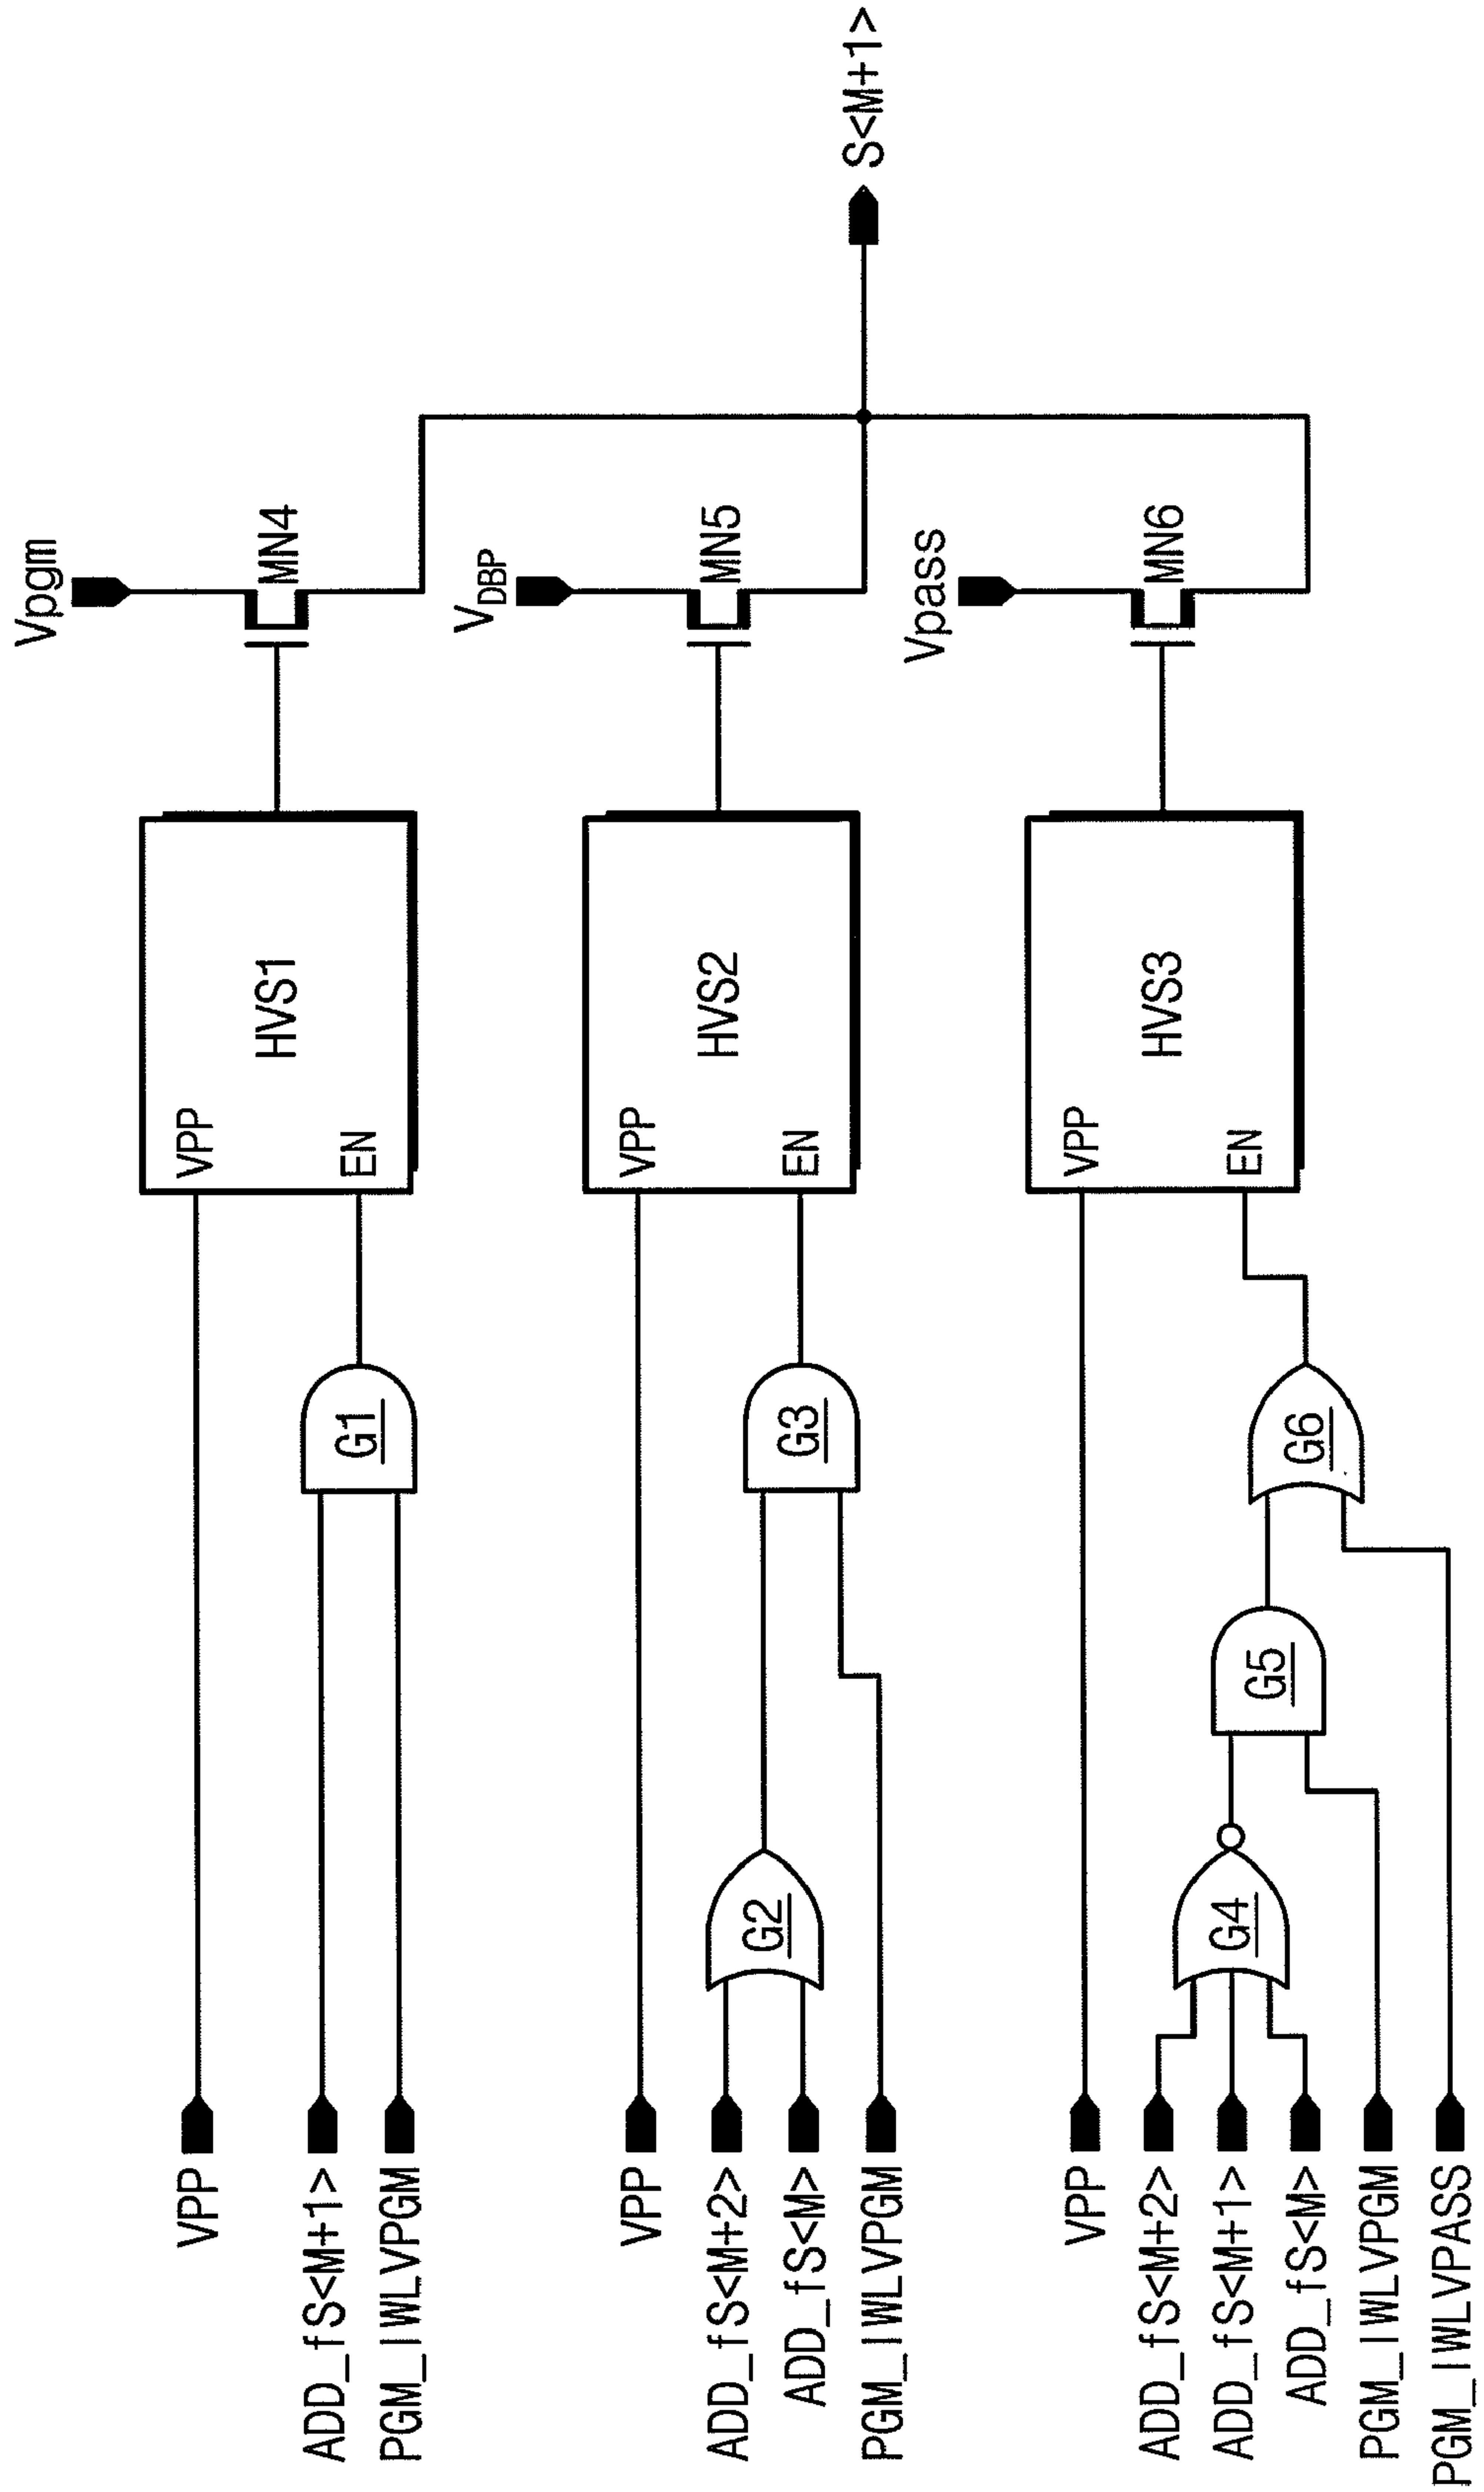 VPP
ADD_fS<M+1>
PGM_IWLVPGM
G1
VPP
EN
HVS1
Vpgm
MN4
VPP
ADD_fS<M+2>
ADD_fS<M>
PGM_IWLVPGM
G2
G3
VPP
EN
HVS2
VDBP
MN5
S<M+1>
VPP
ADD_fS<M+2>
ADD_fS<M+1>
ADD_fS<M>
PGM_IWLVPGM
PGM_IWLVPASS
G4
G5
G6
VPP
EN
HVS3
Vpass
MN6